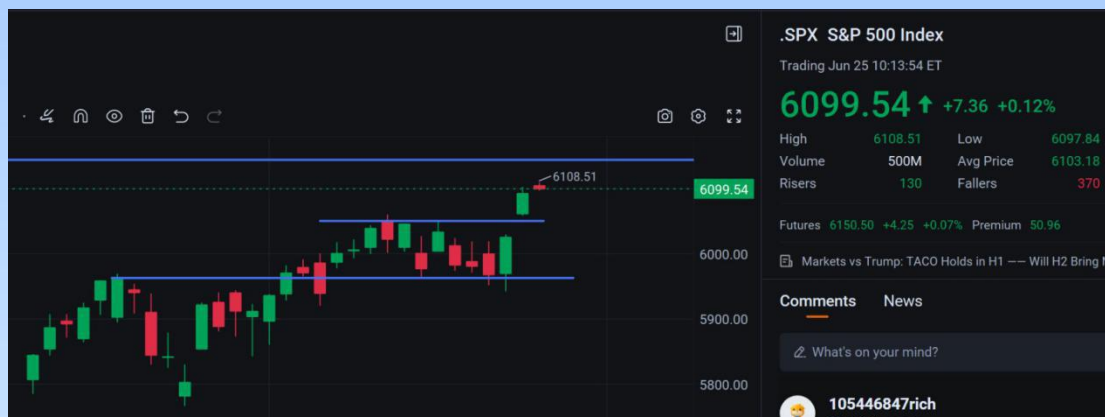 .SPX S&P 500 Index
Trading Jun 25 10:13:54 ET
6099.54 +7.36 +0.12%
High 6108.51 Low 6097.84
Volume 500M Avg Price 6103.18
Risers 130 Fallers 370
Futures 6150.50 +4.25 +0.07% Premium 50.96
Markets vs Trump: TACO Holds in H1 —— Will H2 Bring
Comments News
What's on your mind?
105446847rich
6108.51
6099.54
6000.00
5900.00
5800.00